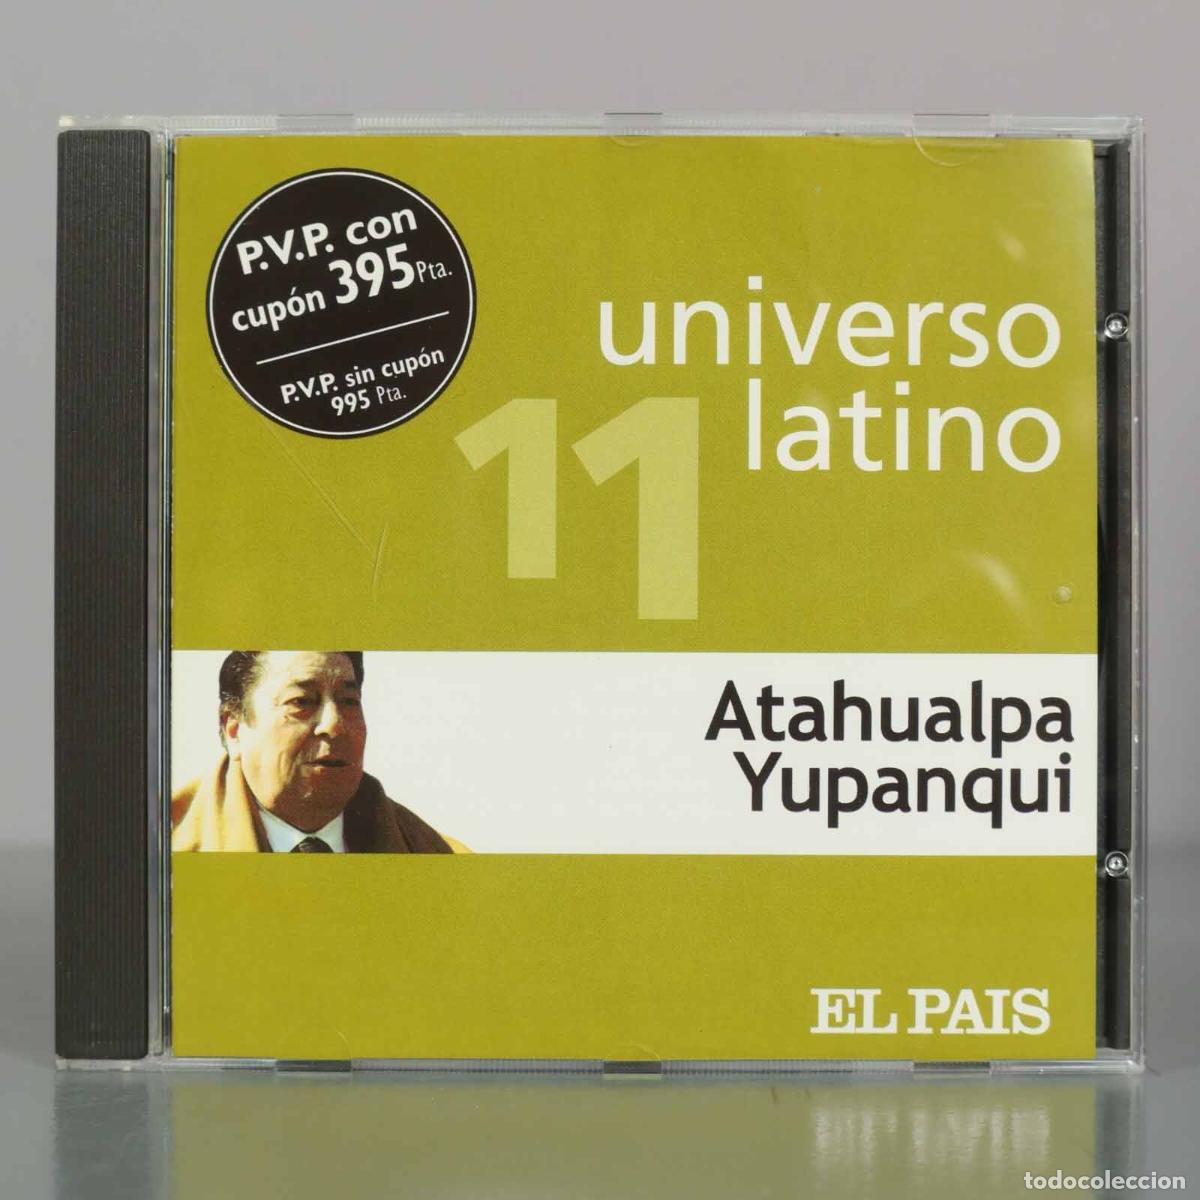 P.V.P. con
cupón 395 Pta.
P.V.P. sin cupón
995 Pta.
universo
latino
11
Atahualpa
Yupanqui
EL PAIS
todocoleccion